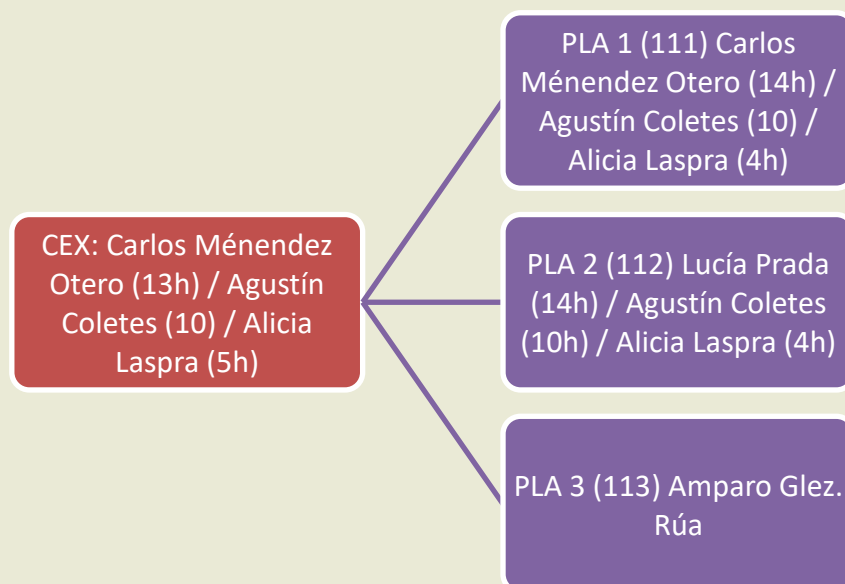 CEX: Carlos Ménendez
Otero (13h) / Agustín
Coletes (10) / Alicia
Laspra (5h)
PLA 1 (111) Carlos
Ménendez Otero (14h) /
Agustín Coletes (10) /
Alicia Laspra (4h)
PLA 2 (112) Lucía Prada
(14h) / Agustín Coletes
(10h) / Alicia Laspra (4h)
PLA 3 (113) Amparo Glez.
Rúa